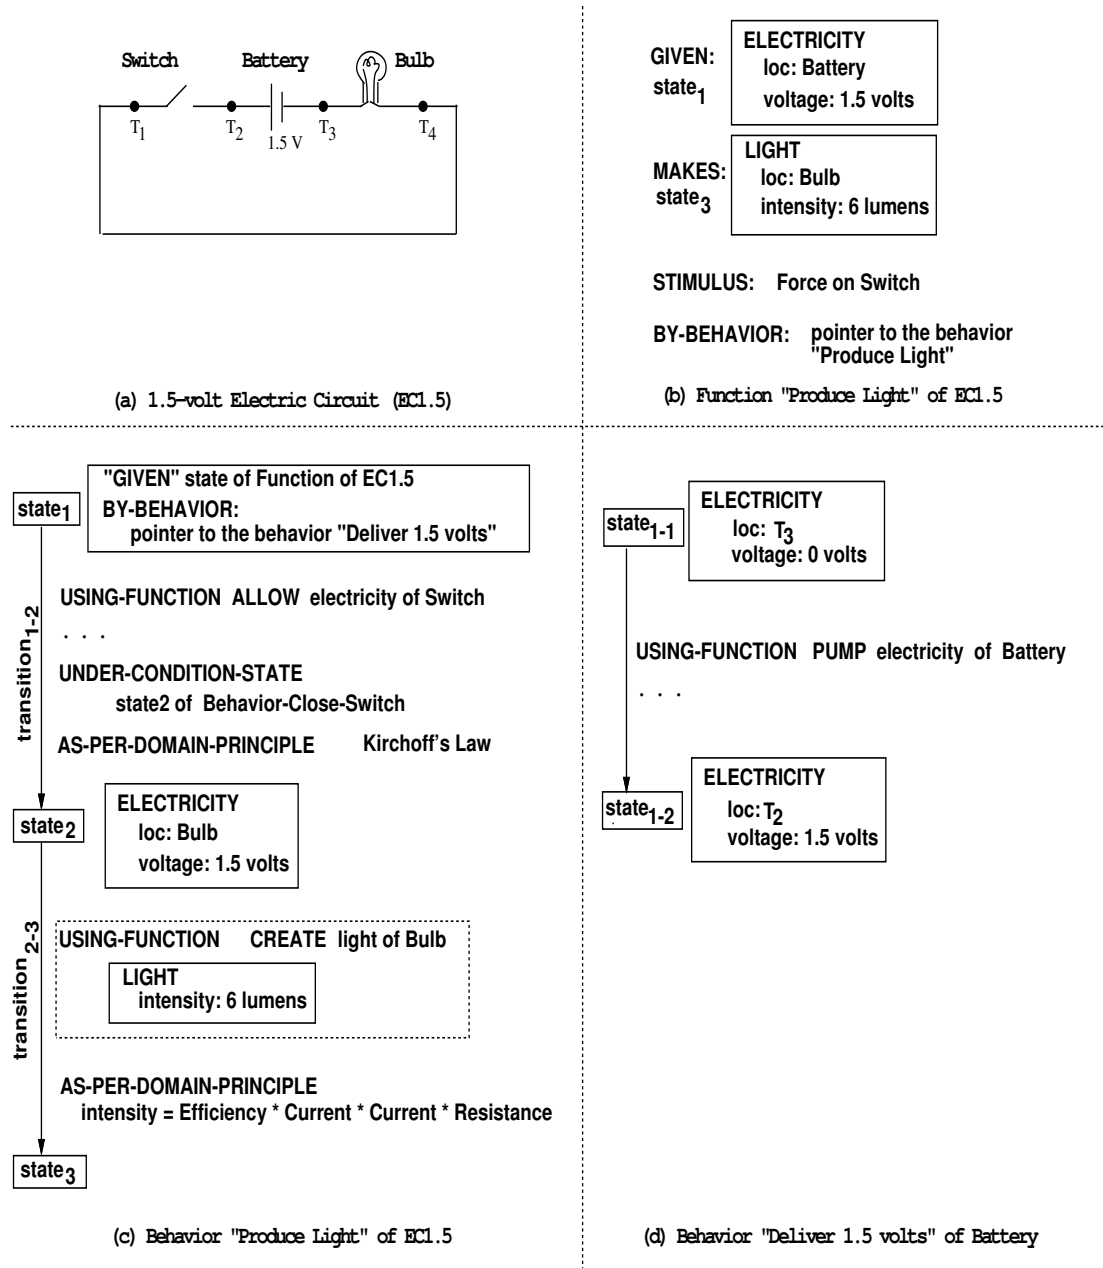 Switch Battery Bulb
T1 T2 T3 T4
1.5 V
(a) 1.5-volt Electric Circuit (EC1.5)
GIVEN:
state1
ELECTRICITY
loc: Battery
voltage: 1.5 volts
MAKES:
state3
LIGHT
loc: Bulb
intensity: 6 lumens
STIMULUS: Force on Switch
BY-BEHAVIOR: pointer to the behavior
"Produce Light"
(b) Function "Produce Light" of EC1.5
state1
"GIVEN" state of Function of EC1.5
BY-BEHAVIOR:
pointer to the behavior "Deliver 1.5 volts"
transition1-2
USING-FUNCTION ALLOW electricity of Switch
. . .
UNDER-CONDITION-STATE
state2 of Behavior-Close-Switch
AS-PER-DOMAIN-PRINCIPLE Kirchoff's Law
state2
ELECTRICITY
loc: Bulb
voltage: 1.5 volts
transition2-3
USING-FUNCTION CREATE light of Bulb
LIGHT
intensity: 6 lumens
AS-PER-DOMAIN-PRINCIPLE
intensity = Efficiency * Current * Current * Resistance
state3
(c) Behavior "Produce Light" of EC1.5
state1-1
ELECTRICITY
loc: T3
voltage: 0 volts
USING-FUNCTION PUMP electricity of Battery
. . .
state1-2
ELECTRICITY
loc: T2
voltage: 1.5 volts
(d) Behavior "Deliver 1.5 volts" of Battery